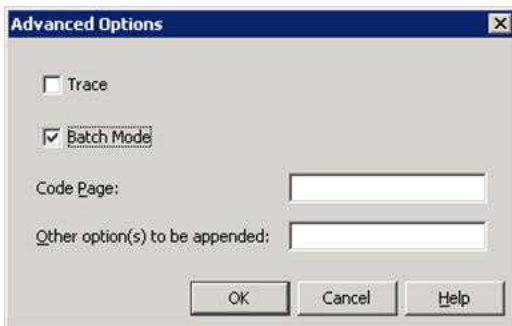 Advanced Options
Trace
Batch Mode
Code Page:
Other option(s) to be appended:
OK Cancel Help